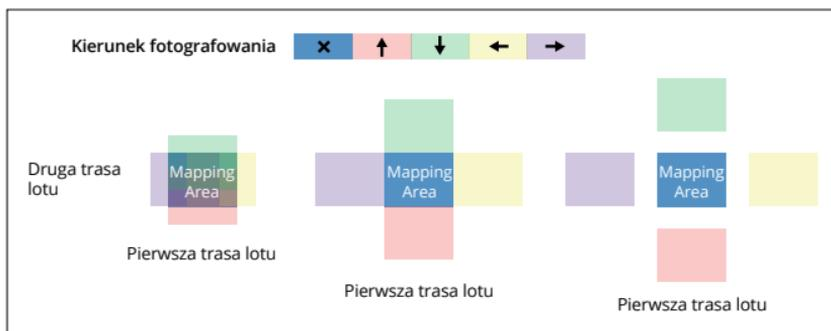 Kierunek fotografowania
Druga trasa
lotu
Mapping
Area
Pierwsza trasa lotu
Mapping
Area
Pierwsza trasa lotu
Mapping
Area
Pierwsza trasa lotu